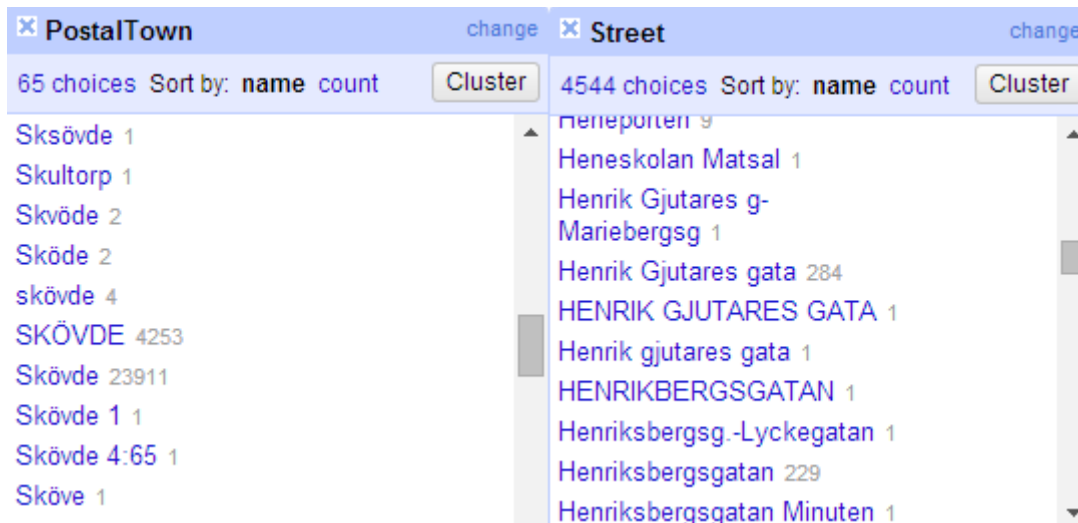 PostalTown change
65 choices Sort by: name count Cluster
Sksövde 1
Skultorp 1
Skvöde 2
Sköde 2
skövde 4
SKÖVDE 4253
Skövde 23911
Skövde 1 1
Skövde 4:65 1
Sköve 1
Street change
4544 choices Sort by: name count Cluster
Heneporten 9
Heneskolan Matsal 1
Henrik Gjutares g-
Mariebergsg 1
Henrik Gjutares gata 284
HENRIK GJUTARES GATA 1
Henrik gjutares gata 1
HENRIKBERGSGATAN 1
Henriksbergsg.-Lyckegatan 1
Henriksbergsgatan 229
Henriksbergsgatan Minuten 1